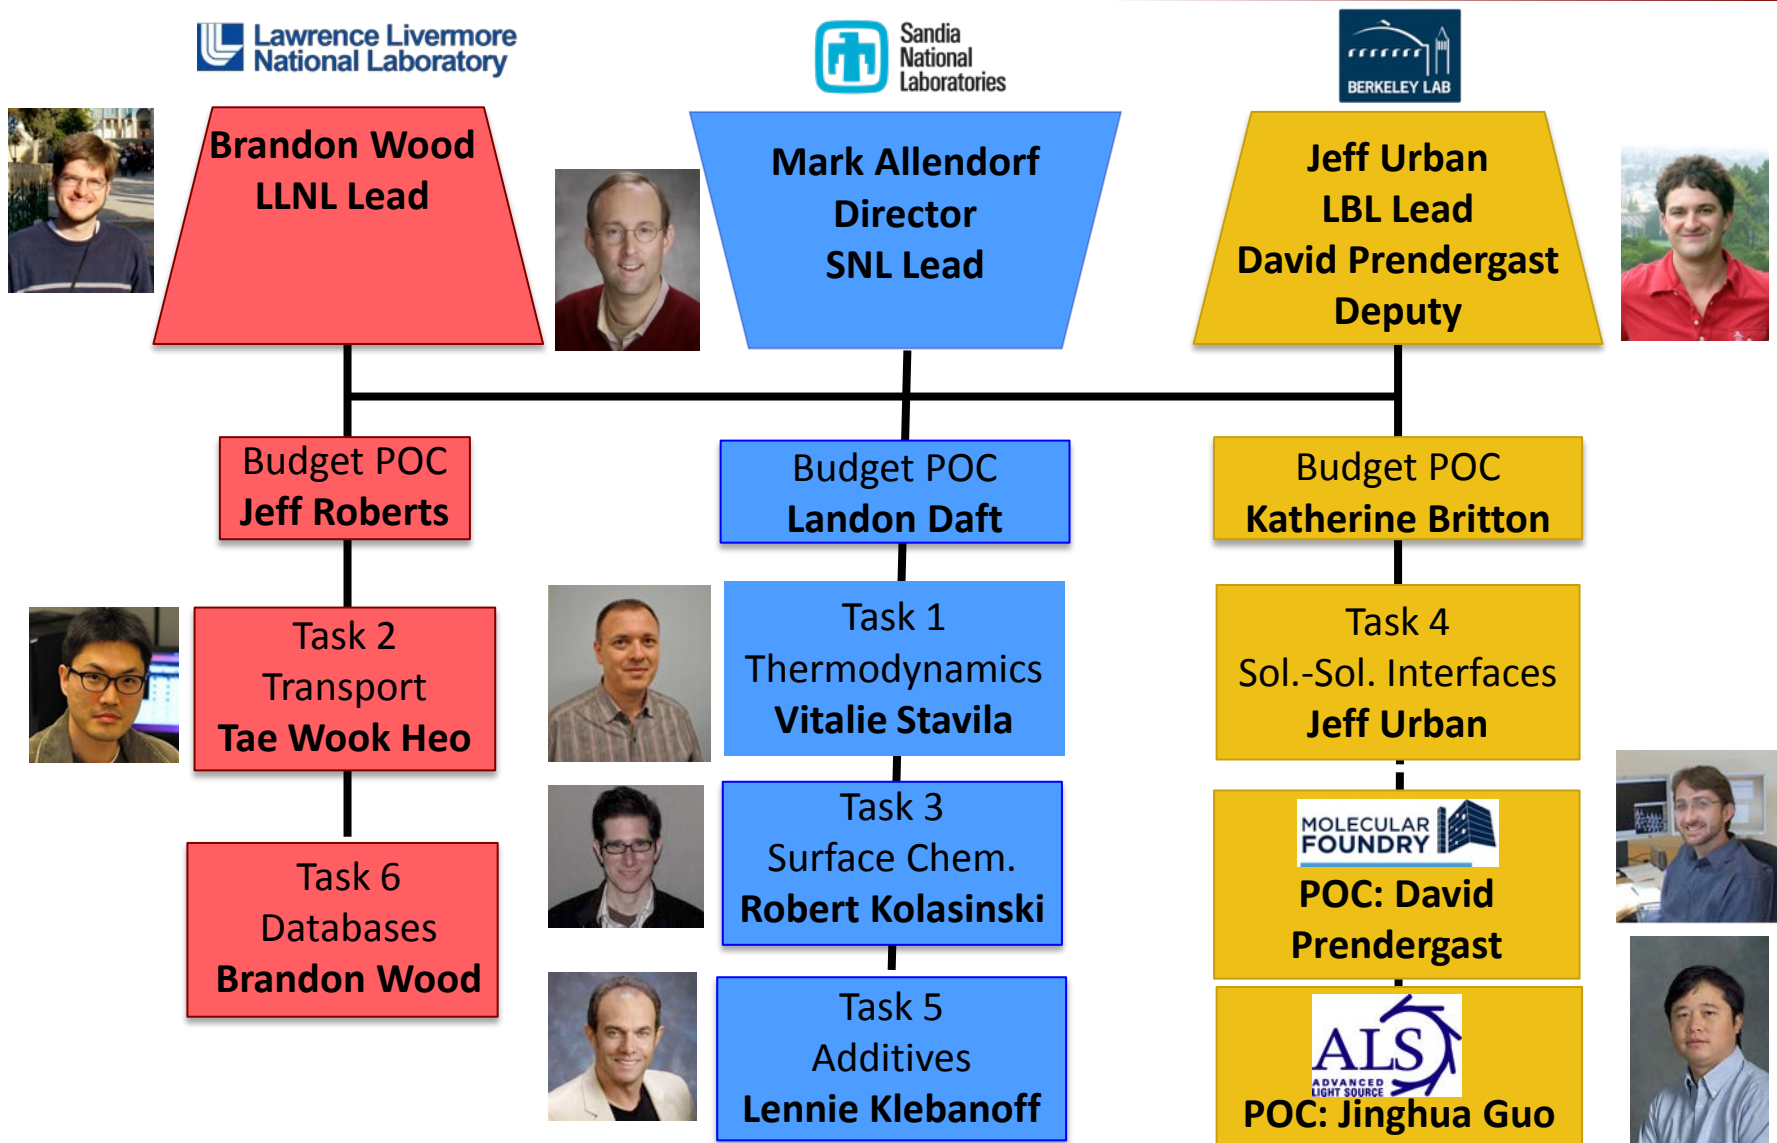 Lawrence Livermore
National Laboratory
Sandia
National
Laboratories
BERKELEY LAB
Brandon Wood
LLNL Lead
Mark Allendorf
Director
SNL Lead
Jeff Urban
LBL Lead
David Prendergast
Deputy
Budget POC
Jeff Roberts
Budget POC
Landon Daft
Budget POC
Katherine Britton
Task 2
Transport
Tae Wook Heo
Task 1
Thermodynamics
Vitalie Stavila
Task 4
Sol.-Sol. Interfaces
Jeff Urban
Task 6
Databases
Brandon Wood
Task 3
Surface Chem.
Robert Kolasinski
MOLECULAR
FOUNDRY
POC: David
Prendergast
Task 5
Additives
Lennie Klebanoff
ALS
ADVANCED
LIGHT SOURCE
POC: Jinghua Guo